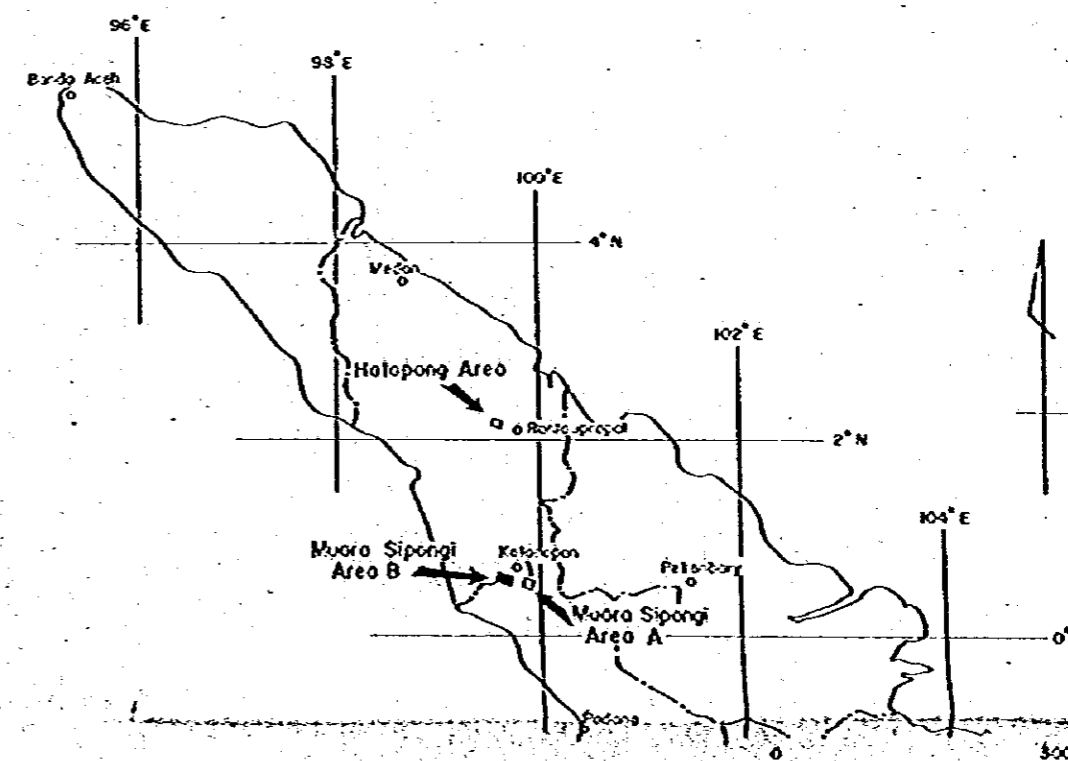 96°E
98°E
Banda Aceh
100°E
4°N
Medan
102°E
Hatapang Area
Rantauprapat
2°N
104°E
Muara Sipongi
Area B
Kotanopan
Muara Sipongi
Area A
0°
Padang
0